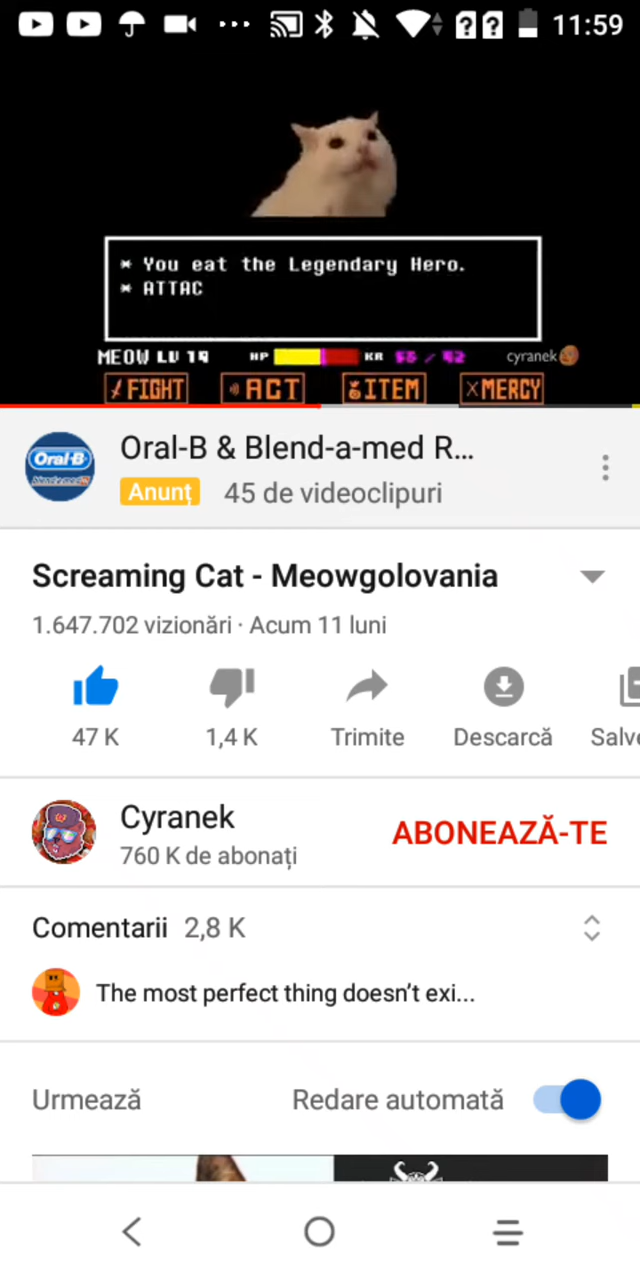 11:59
* You eat the Legendary Hero.
* ATTAC
MEOW LV 19 HP KR / 92 cyranek
FIGHT ACT ITEM MERCY
Oral-B
Oral-B & Blend-a-med R...
Anunț 45 de videoclipuri
Screaming Cat - Meowgolovania
1.647.702 vizionări · Acum 11 luni
47 K 1,4 K Trimite Descarcă Salve
Cyranek
760 K de abonați
ABONEAZĂ-TE
Comentarii 2,8 K
The most perfect thing doesn't exi...
Urmează Redare automată